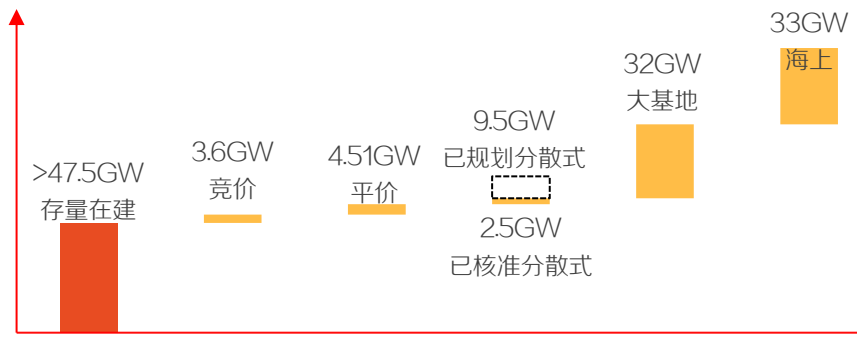 >47.5GW
存量在建
3.6GW
竞价
4.51GW
平价
9.5GW
已规划分散式
2.5GW
已核准分散式
32GW
大基地
33GW
海上